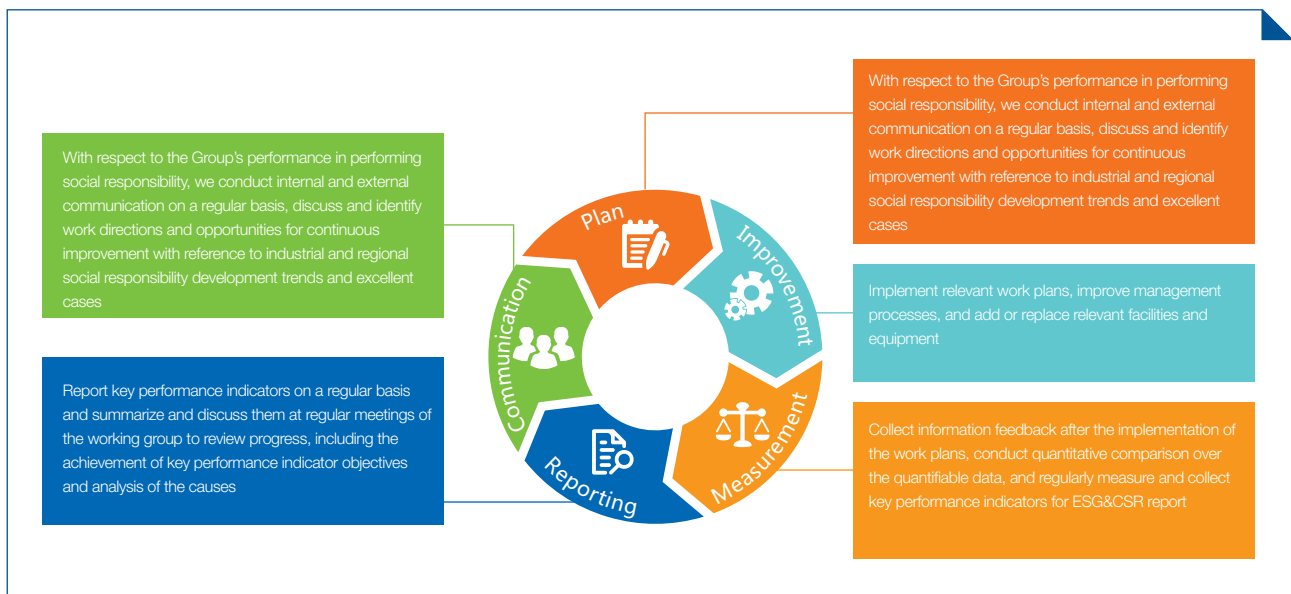 With respect to the Group's performance in performing
social responsibility, we conduct internal and external
communication on a regular basis, discuss and identify
work directions and opportunities for continuous
improvement with reference to industrial and regional
social responsibility development trends and excellent
cases
Report key performance indicators on a regular basis
and summarize and discuss them at regular meetings of
the working group to review progress, including the
achievement of key performance indicator objectives
and analysis of the causes
Plan
Improvement
Measurement
Reporting
Communication
With respect to the Group's performance in performing
social responsibility, we conduct internal and external
communication on a regular basis, discuss and identify
work directions and opportunities for continuous
improvement with reference to industrial and regional
social responsibility development trends and excellent
cases
Implement relevant work plans, improve management
processes, and add or replace relevant facilities and
equipment
Collect information feedback after the implementation of
the work plans, conduct quantitative comparison over
the quantifiable data, and regularly measure and collect
key performance indicators for ESG&CSR report